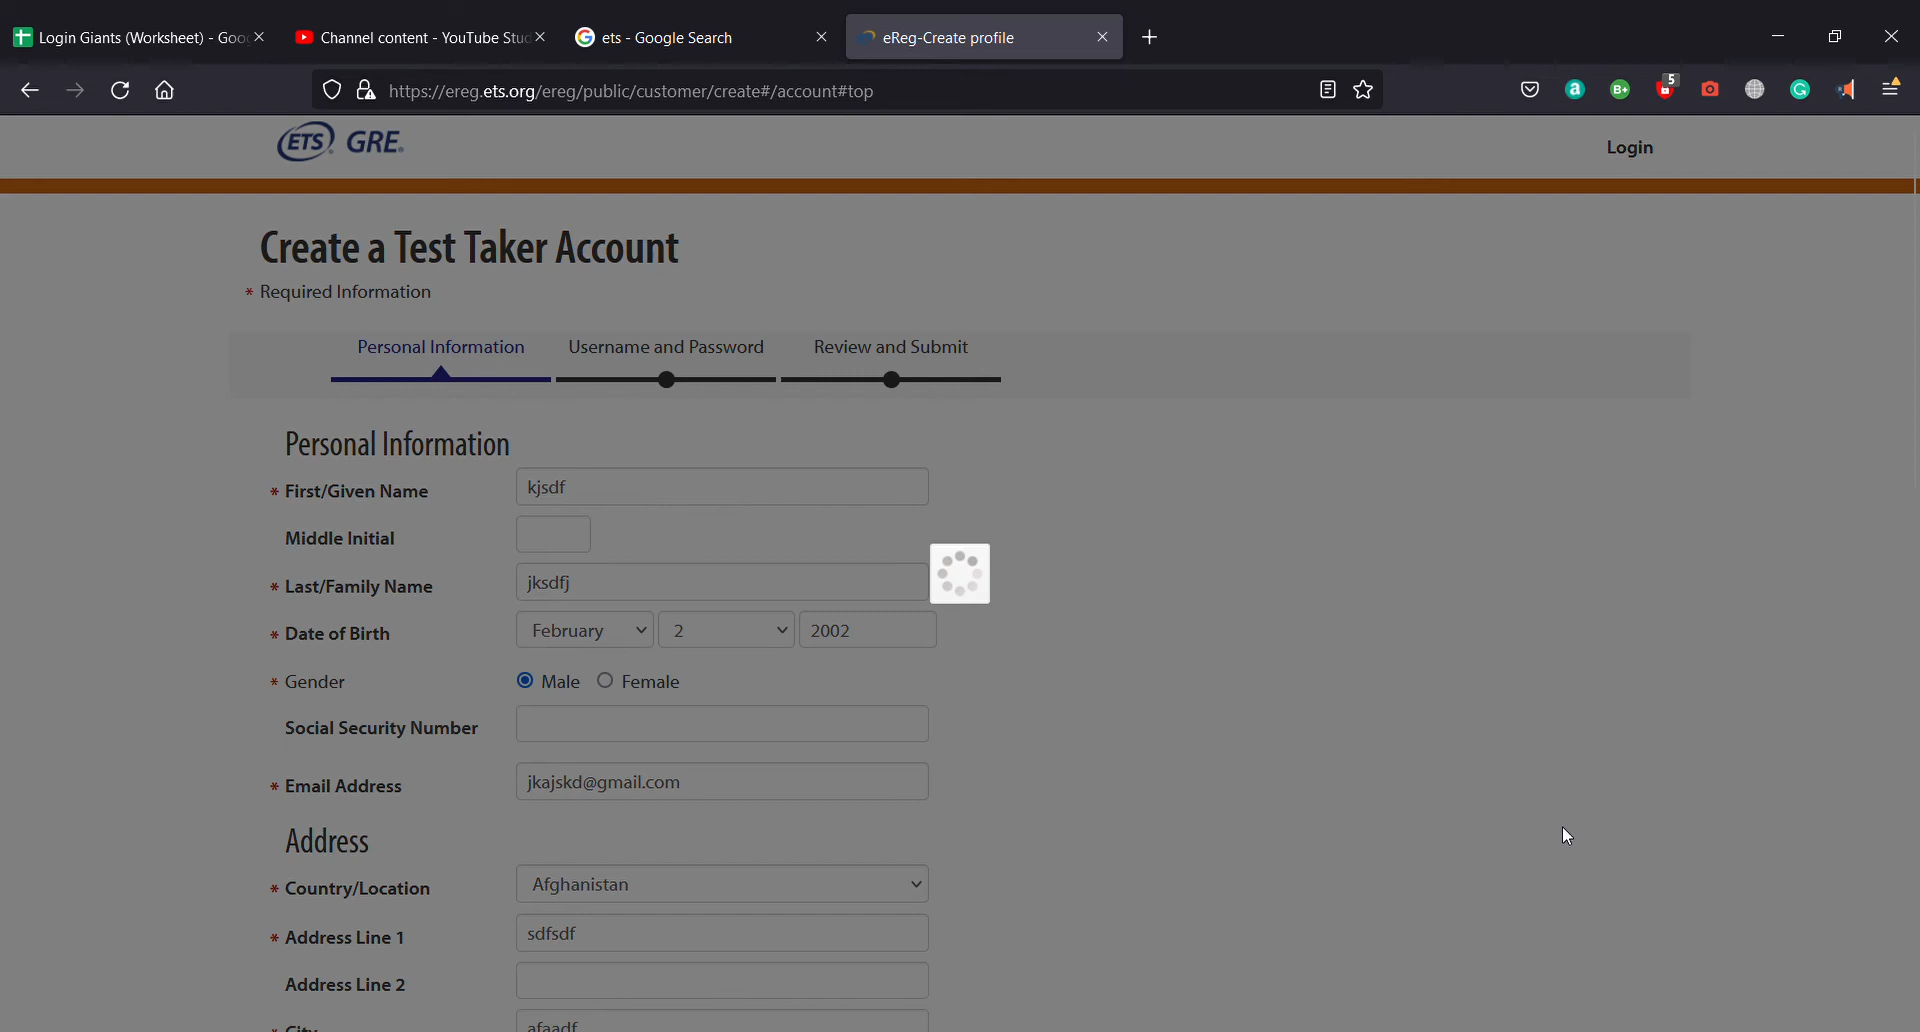 Login Giants (Worksheet) - Goo
Channel content - YouTube Stud
ets - Google Search
eReg-Create profile
https://ereg.ets.org/ereg/public/customer/create#/account#top
a
B+
5
G
ETS GRE
Login
Create a Test Taker Account
* Required Information
Personal Information
Username and Password
Review and Submit
Personal Information
* First/Given Name
kjsdf
Middle Initial
* Last/Family Name
jksdfj
* Date of Birth
February
2
2002
* Gender
Male
Female
Social Security Number
* Email Address
jkajskd@gmail.com
Address
* Country/Location
Afghanistan
* Address Line 1
sdfsdf
Address Line 2
* City
afaadf